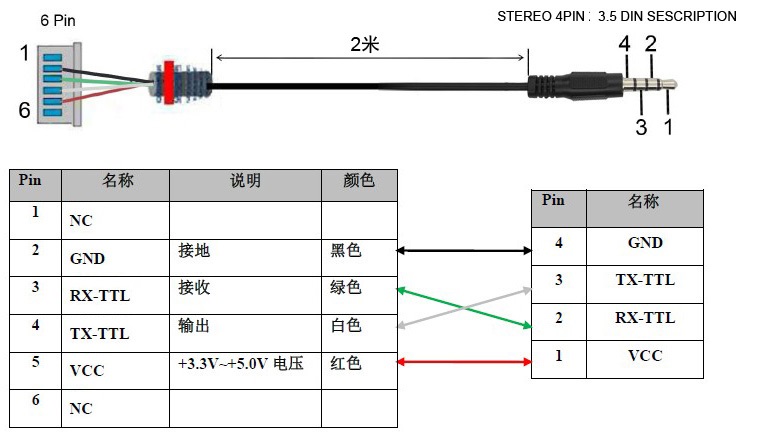 6 Pin
STEREO 4PIN: 3.5 DIN SESCRIPTION
1
6
2米
4 2
3 1
Pin 名称 说明 颜色
1 NC
2 GND 接地 黑色
3 RX-TTL 接收 绿色
4 TX-TTL 输出 白色
5 VCC +3.3V~+5.0V 电压 红色
6 NC
Pin 名称
4 GND
3 TX-TTL
2 RX-TTL
1 VCC